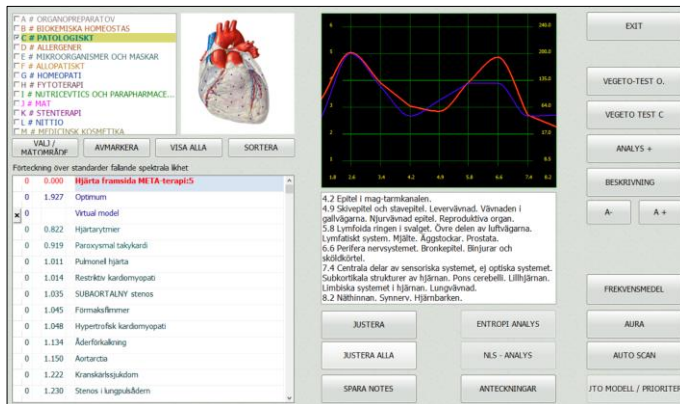 A # ORGANOPREPARATOV
B # BIOKEMISKA HOMEOSTAS
C # PATOLOGISKT
D # ALLERGENER
E # MIKROORGANISMER OCH MASKAR
F # ALLOPATISKT
G # HOMEOPATI
H # FYTOTERAPI
I # NUTRICEVTICS OCH PARAPHARMACE...
J # MAT
K # STENTERAPI
L # NITTIO
M # MEDICINSK KOSMETIKA
VALJ / MÄTOMRÅDE
AVMARKERA
VISA ALLA
SORTERA
Förteckning över standarder fallande spektrala likhet
0 0.000 Hjärta framsida META-terapi:5
0 1.927 Optimum
0 Virtual model
0 0.822 Hjärtarytmier
0 0.919 Paroxysmal takykardi
0 1.011 Pulmonell hjärta
0 1.014 Restriktiv kardiomyopati
0 1.035 SUBAORTALNY stenos
0 1.045 Förmaksflimmer
0 1.048 Hypertrofisk kardiomyopati
0 1.134 Åderförkalkning
0 1.150 Aortarctia
0 1.222 Kranskärlssjukdom
0 1.230 Stenos i lungpulsådern
6
5
4
3
2
1
240.0
200.0
135.0
64.0
17.0
0.5
1.8 2.6 3.4 4.2 4.9 5.8 6.6 7.4 8.2
4.2 Epitel i mag-tarmkanalen.
4.9 Skivepitel och stavepitel. Levervävnad. Vävnaden i
gallvägarna. Njurvävnad epitel. Reproduktiva organ.
5.8 Lymfoida ringen i svalget. Övre delen av luftvägarna.
Lymfatiskt system. Mjälte. Äggstockar. Prostata.
6.6 Perifera nervsystemet. Bronkepitel. Binjurar och
sköldkörtel.
7.4 Centrala delar av sensoriska systemet, ej optiska systemet.
Subkortikala strukturer av hjärnan. Pons cerebelli. Lillhjärnan.
Limbiska systemet i hjärnan. Lungvävnad.
8.2 Näthinnan. Synnerv. Hjärnbarken.
JUSTERA
ENTROPI ANALYS
JUSTERA ALLA
NLS - ANALYS
SPARA NOTES
ANTECKNINGAR
EXIT
VEGETO-TEST O.
VEGETO TEST C
ANALYS +
BESKRIVNING
A- A +
FREKVENSMEDEL
AURA
AUTO SCAN
JTO MODELL / PRIORITER